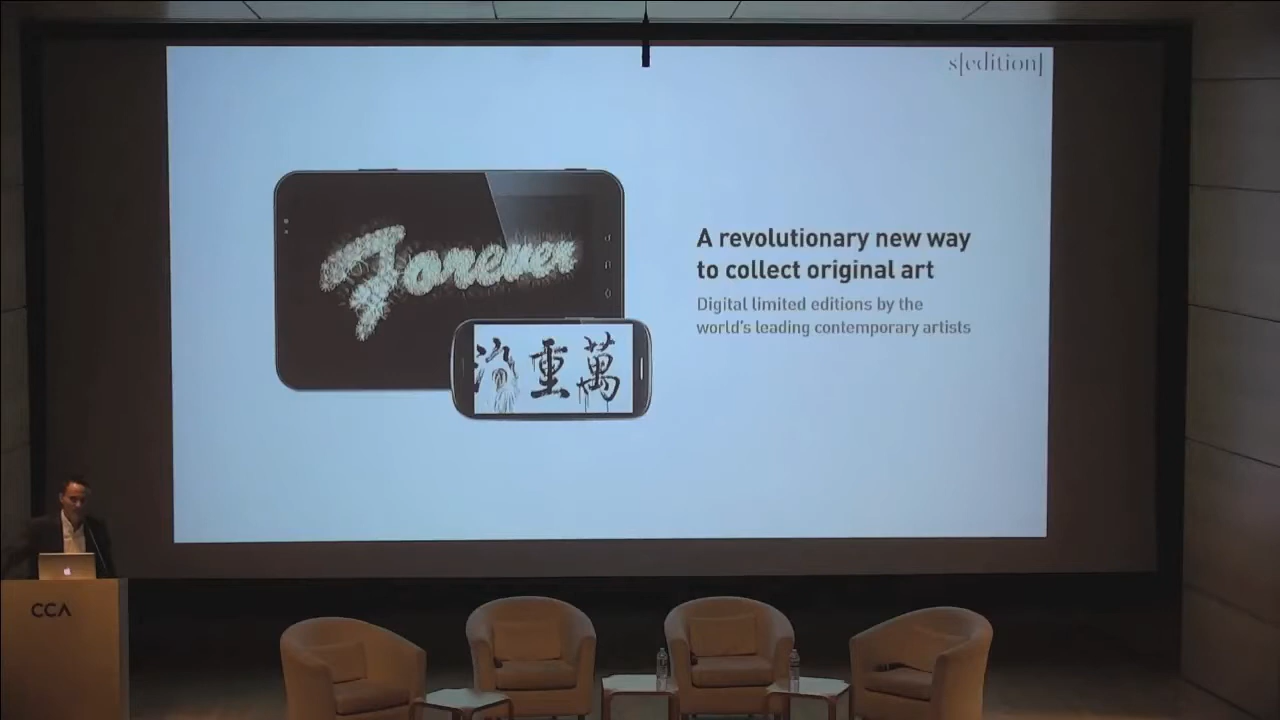 s[edition]
A revolutionary new way
to collect original art
Digital limited editions by the
world's leading contemporary artists
Forever
重萬
CCA